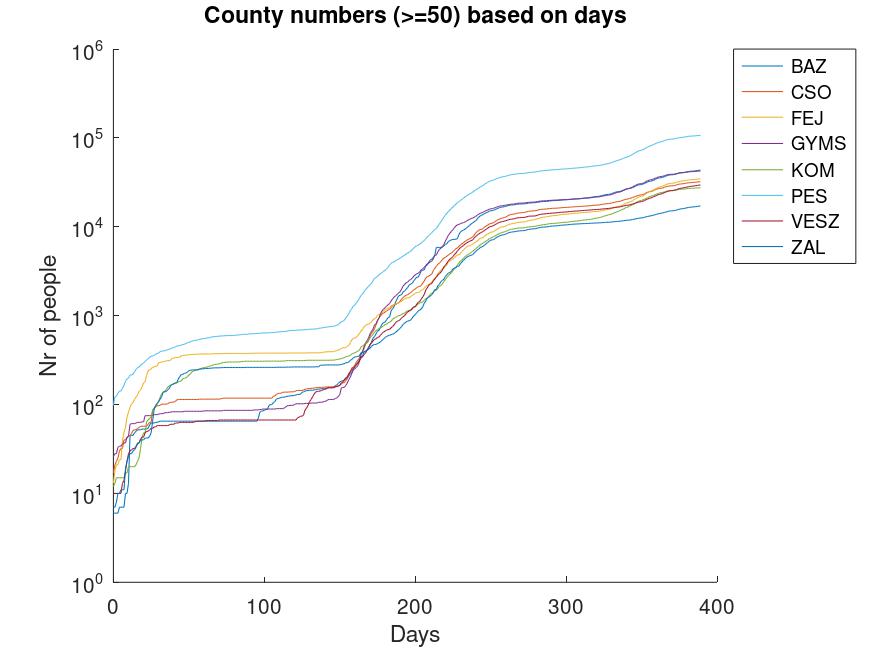 County numbers (>=50) based on days
10^6
10^5
10^4
10^3
10^2
10^1
10^0
Nr of people
0 100 200 300 400
Days
BAZ
CSO
FEJ
GYMS
KOM
PES
VESZ
ZAL